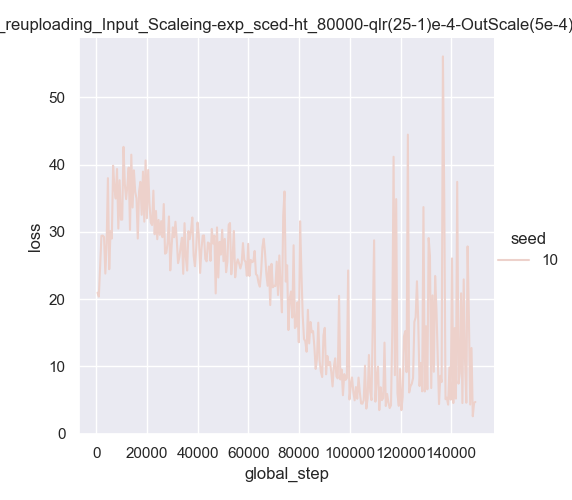 _reuploading_Input_Scaleing-exp_sced-ht_80000-qlr(25-1)e-4-OutScale(5e-4)
50
40
30
20
10
0
loss
0 20000 40000 60000 80000 100000 120000 140000
global_step
seed
10